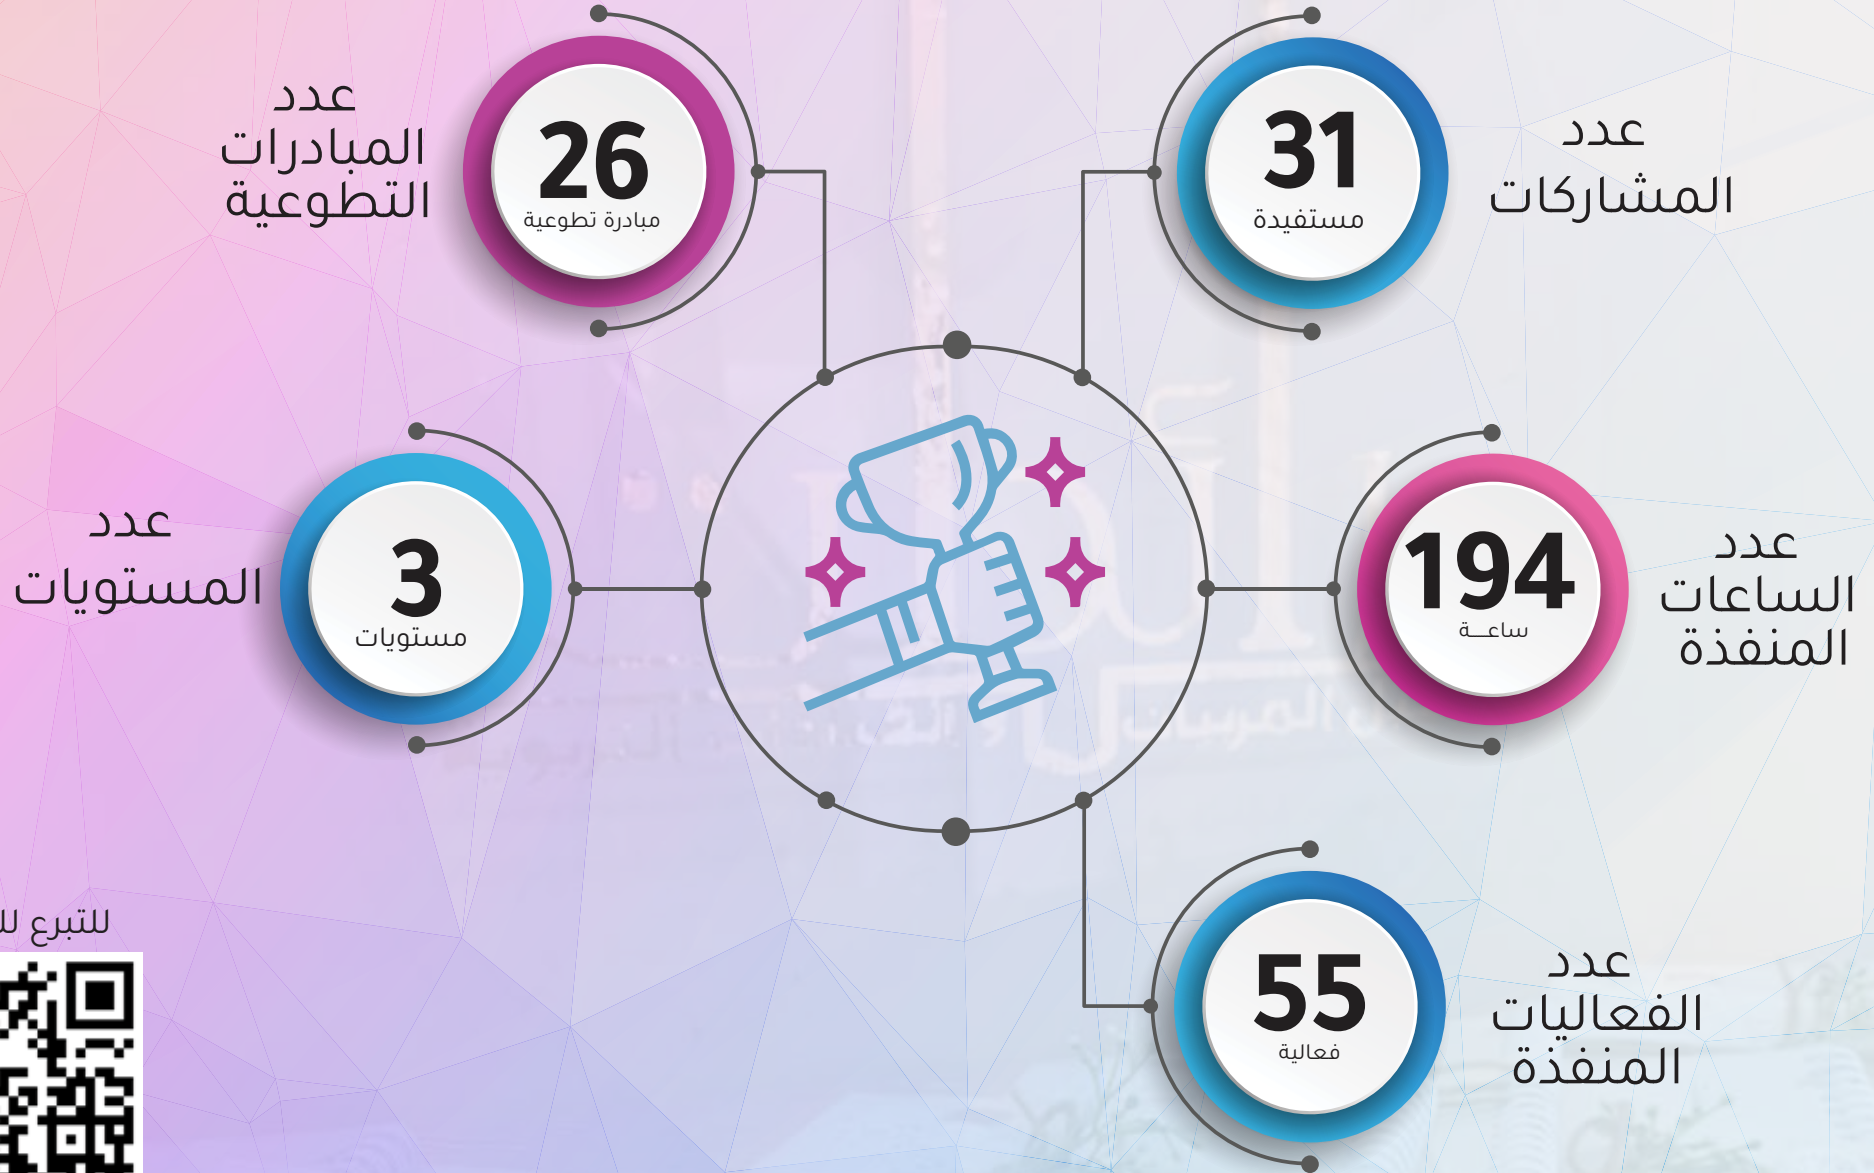 عدد
المشاركات
31
مستفيدة
عدد
المبادرات
التطوعية
26
مبادرة تطوعية
عدد
الساعات
المنفذة
194
ساعـــة
عدد
المستويات
3
مستويات
عدد
الفعاليات
المنفذة
55
فعالية
للتبرع